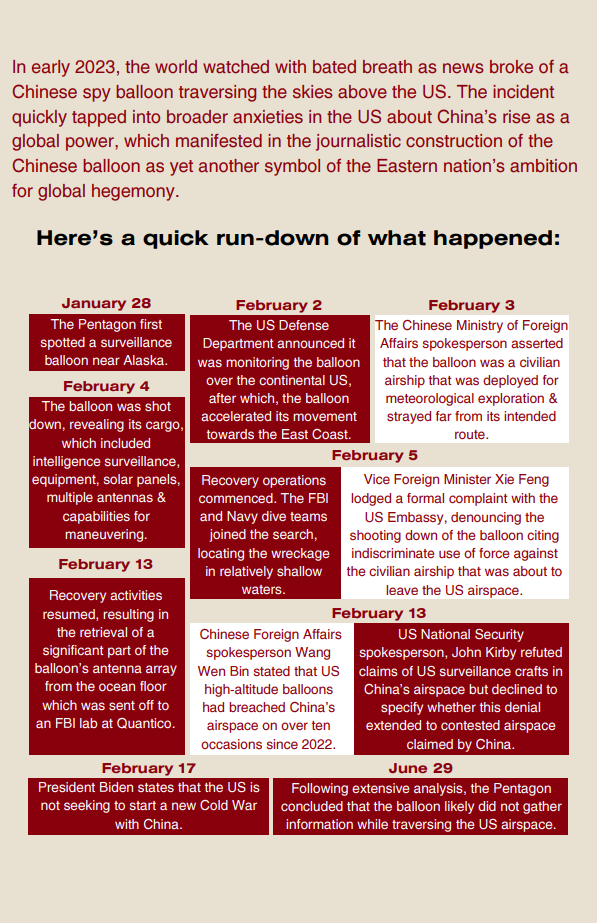 In early 2023, the world watched with bated breath as news broke of a
Chinese spy balloon traversing the skies above the US. The incident
quickly tapped into broader anxieties in the US about China's rise as a
global power, which manifested in the journalistic construction of the
Chinese balloon as yet another symbol of the Eastern nation's ambition
for global hegemony.
Here's a quick run-down of what happened:
January 28
The Pentagon first
spotted a surveillance
balloon near Alaska.
February 2
The US Defense
Department announced it
was monitoring the balloon
over the continental US,
after which, the balloon
accelerated its movement
towards the East Coast.
February 3
The Chinese Ministry of Foreign
Affairs spokesperson asserted
that the balloon was a civilian
airship that was deployed for
meteorological exploration &
strayed far from its intended
route.
February 4
The balloon was shot
down, revealing its cargo,
which included
intelligence surveillance,
equipment, solar panels,
multiple antennas &
capabilities for
maneuvering.
February 5
Recovery operations
commenced. The FBI
and Navy dive teams
joined the search,
locating the wreckage
in relatively shallow
waters.
Vice Foreign Minister Xie Feng
lodged a formal complaint with the
US Embassy, denouncing the
shooting down of the balloon citing
indiscriminate use of force against
the civilian airship that was about to
leave the US airspace.
February 13
Recovery activities
resumed, resulting in
the retrieval of a
significant part of the
balloon's antenna array
from the ocean floor
which was sent off to
an FBI lab at Quantico.
February 13
Chinese Foreign Affairs
spokesperson Wang
Wen Bin stated that US
high-altitude balloons
had breached China's
airspace on over ten
occasions since 2022.
US National Security
spokesperson, John Kirby refuted
claims of US surveillance crafts in
China's airspace but declined to
specify whether this denial
extended to contested airspace
claimed by China.
February 17
President Biden states that the US is
not seeking to start a new Cold War
with China.
June 29
Following extensive analysis, the Pentagon
concluded that the balloon likely did not gather
information while traversing the US airspace.